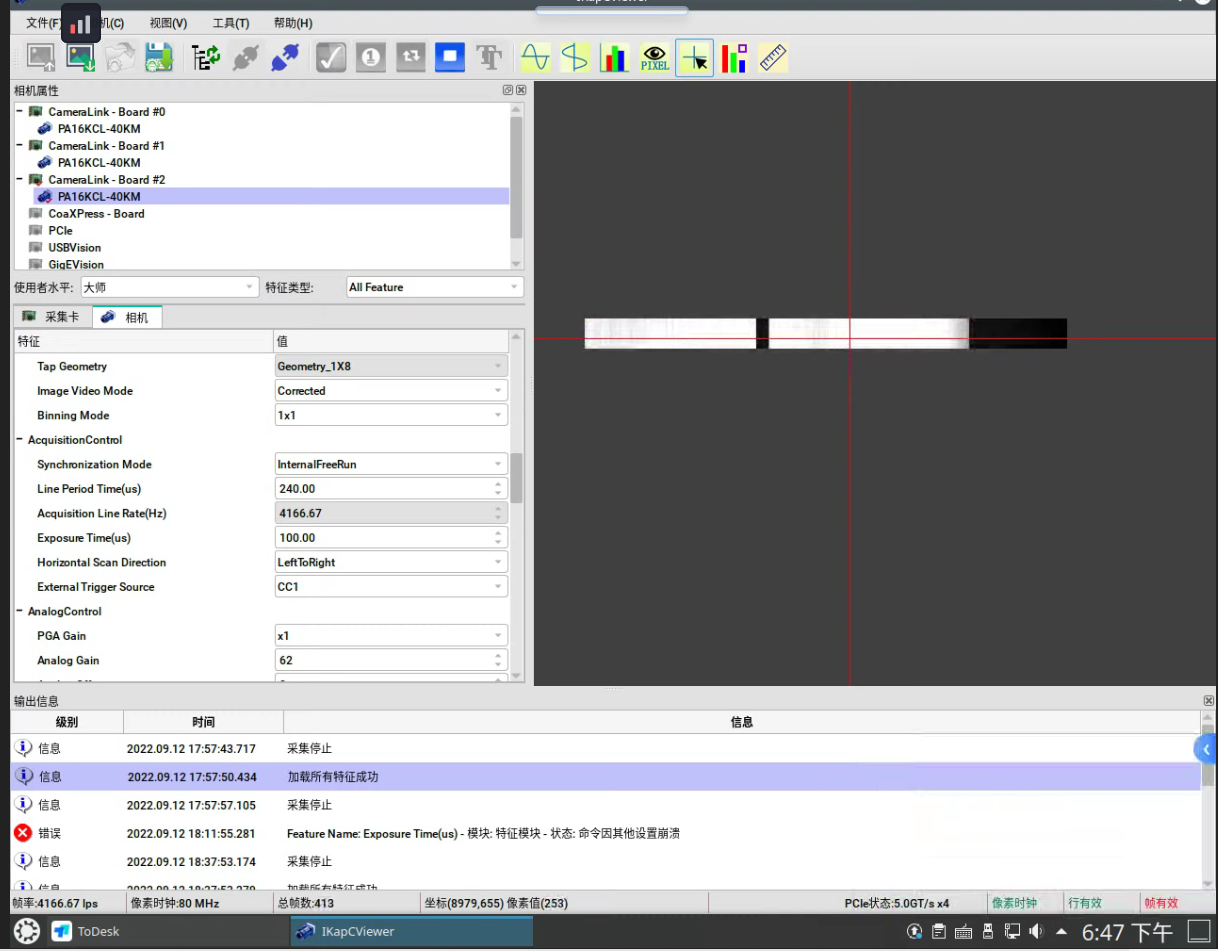 文件(F 机(C) 视图(V) 工具(T) 帮助(H)
PIXEL
相机属性
CameraLink - Board #0
PA16KCL-40KM
CameraLink - Board #1
PA16KCL-40KM
CameraLink - Board #2
PA16KCL-40KM
CoaXPress - Board
PCIe
USBVision
GigEVision
使用者水平: 大师 特征类型: All Feature
采集卡 相机
特征 值
Tap Geometry Geometry_1X8
Image Video Mode Corrected
Binning Mode 1x1
AcquisitionControl
Synchronization Mode InternalFreeRun
Line Period Time(us) 240.00
Acquisition Line Rate(Hz) 4166.67
Exposure Time(us) 100.00
Horizontal Scan Direction LeftToRight
External Trigger Source CC1
AnalogControl
PGA Gain x1
Analog Gain 62
输出信息
级别 时间 信息
信息 2022.09.12 17:57:43.717 采集停止
信息 2022.09.12 17:57:50.434 加载所有特征成功
信息 2022.09.12 17:57:57.105 采集停止
错误 2022.09.12 18:11:55.281 Feature Name: Exposure Time(us) - 模块: 特征模块 - 状态: 命令因其他设置崩溃
信息 2022.09.12 18:37:53.174 采集停止
信息 2022.09.12 18:37:53.279 加载所有特征成功
帧率:4166.67 lps 像素时钟:80 MHz 总帧数:413 坐标(8979,655) 像素值(253) PCIe状态:5.0GT/s x4 像素时钟 行有效 帧有效
ToDesk IKapCViewer 6:47 下午